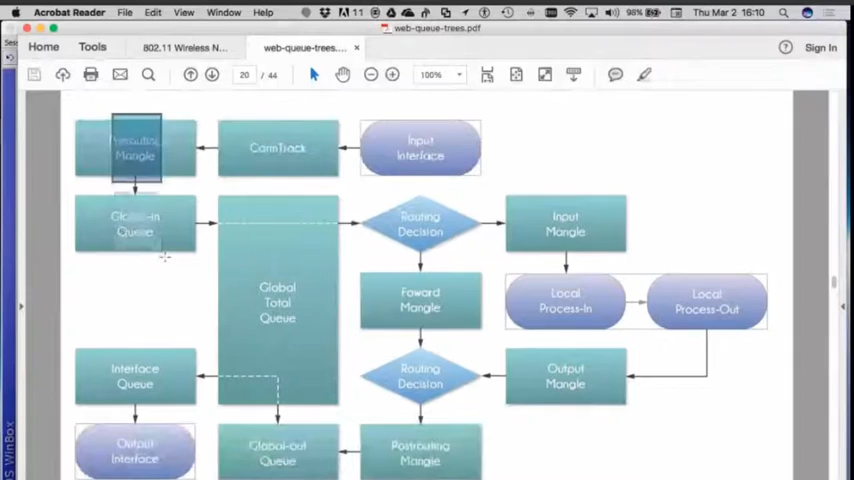 Acrobat Reader File Edit View Window Help 11 98% Thu Mar 2 16:10
web-queue-trees.pdf
Home Tools 802.11 Wireless N... web-queue-trees.... × ? Sign In
20 / 44 100%
Prerouting
Mangle
ConnTrack
Input
Interface
Global-in
Queue
Global
Total
Queue
Routing
Decision
Input
Mangle
Foward
Mangle
Local
Process-In
Local
Process-Out
Interface
Queue
Routing
Decision
Output
Mangle
Output
Interface
Global-out
Queue
Postrouting
Mangle
S WinBox